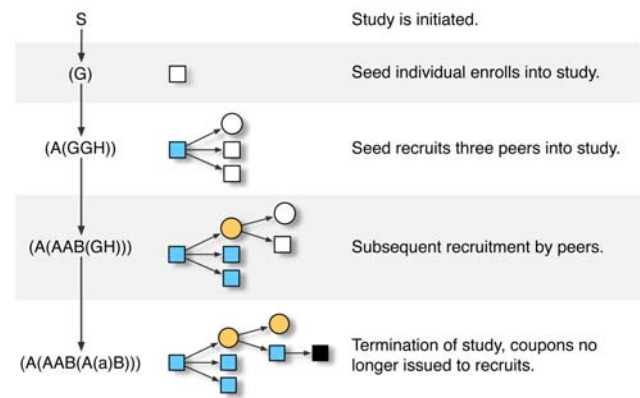 S
Study is initiated.
(G)
Seed individual enrolls into study.
(A(GGH))
Seed recruits three peers into study.
(A(AAB(GH)))
Subsequent recruitment by peers.
(A(AAB(A(a)B)))
Termination of study, coupons no
longer issued to recruits.